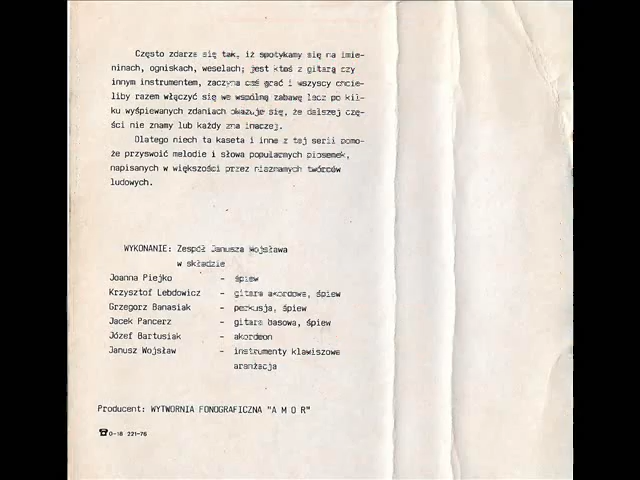 Często zdarza się tak, iż spotykamy się na imie-
ninach, ogniskach, weselach; jest ktoś z gitarą czy
innym instrumentem, zaczyna coś grać i wszyscy chcie-
liby razem włączyć się we wspólną zabawę lecz po kil-
ku wyśpiewanych zdaniach okazuje się, że dalszej czę-
ści nie znamy lub każdy zna inaczej.
Dlatego niech ta kaseta i inne z tej serii pomo-
że przyswoić melodie i słowa popularnych piosenek,
napisanych w większości przez nieznanych twórców
ludowych.
WYKONANIE: Zespół Janusza Wojsława
w składzie
Joanna Piejko - śpiew
Krzysztof Lebdowicz - gitara akordowa, śpiew
Grzegorz Banasiak - perkusja, śpiew
Jacek Pancerz - gitara basowa, śpiew
Józef Bartusiak - akordeon
Janusz Wojsław - instrumenty klawiszowe
aranżacja
Producent: WYTWORNIA FONOGRAFICZNA "A M O R"
☎0-18 221-76